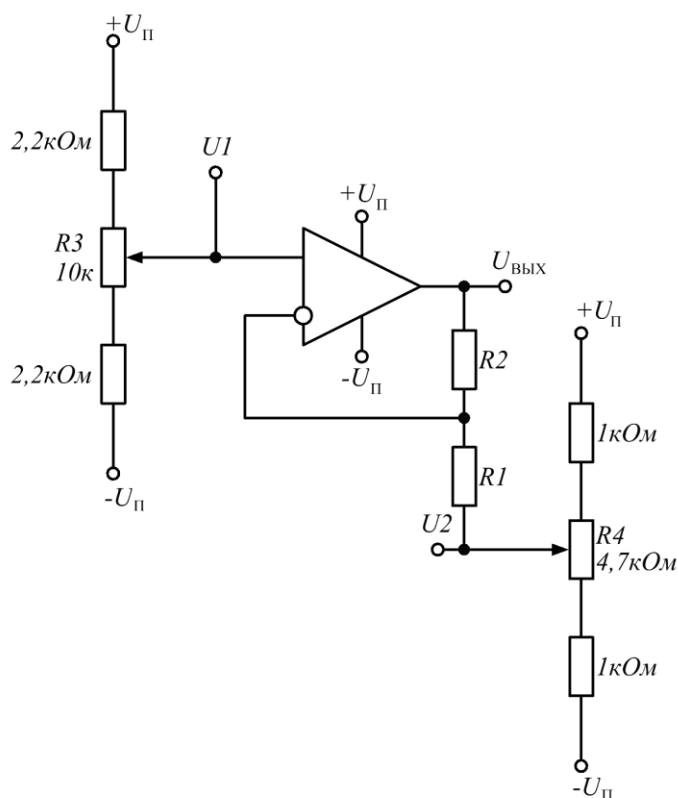 +Uп
2,2кОм
U1
R3
10к
+Uп
Uвых
2,2кОм
-Uп
R2
+Uп
-Uп
R1
1кОм
U2
R4
4,7кОм
1кОм
-Uп